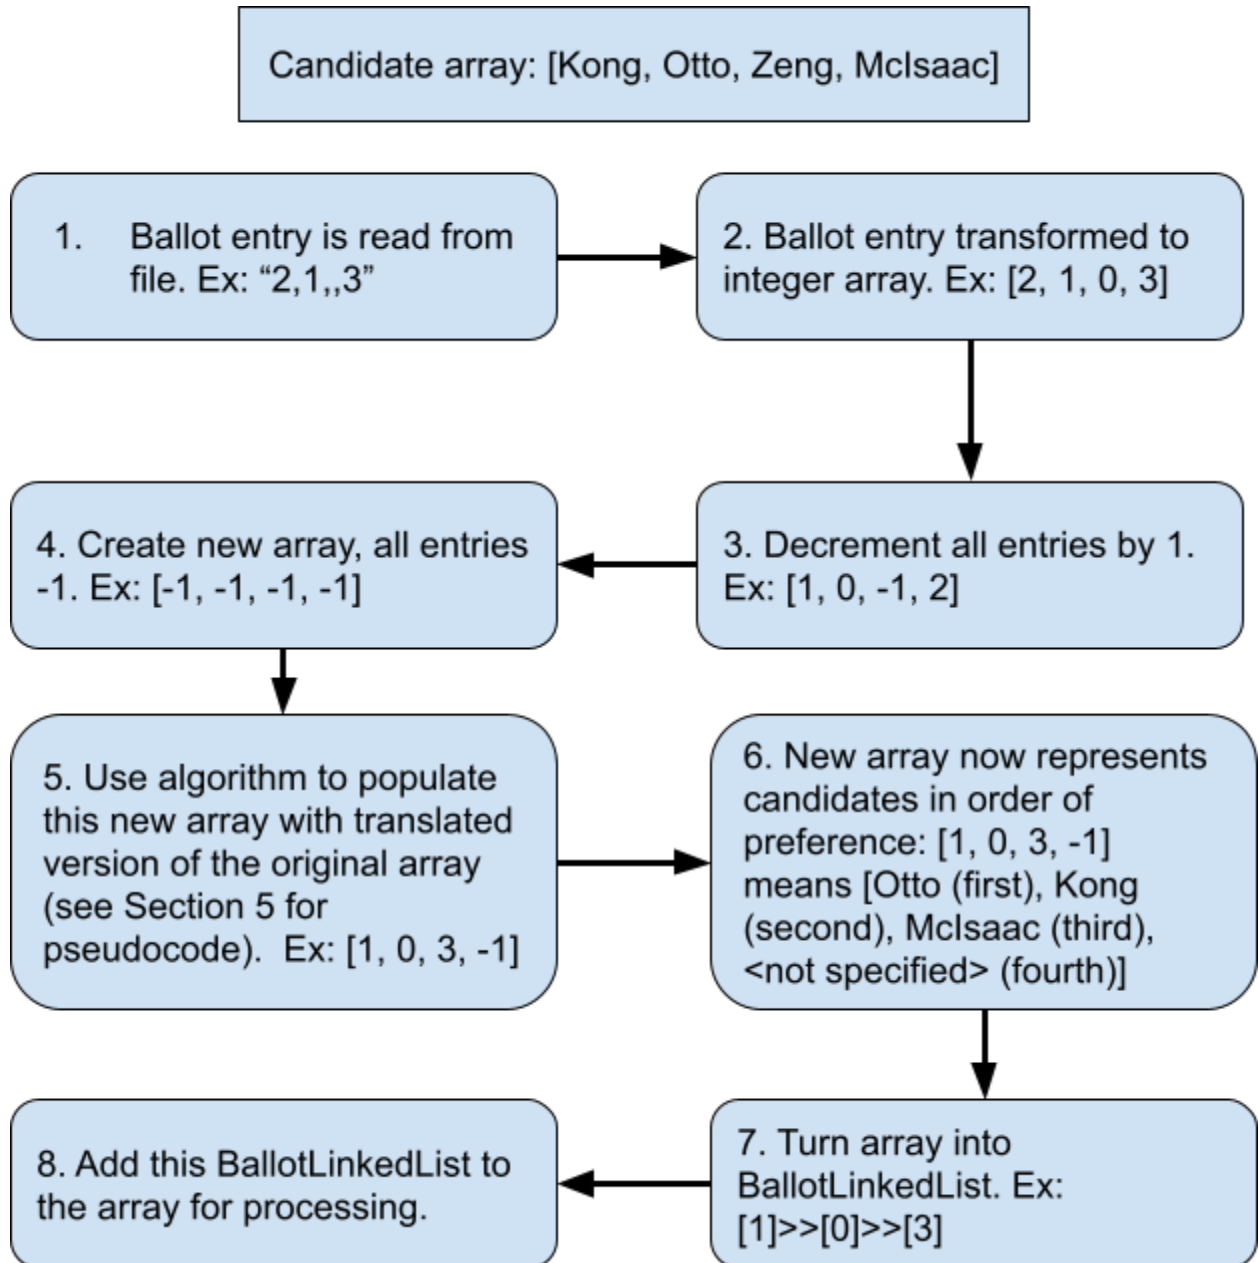 Candidate array: [Kong, Otto, Zeng, McIsaac]
1. Ballot entry is read from
file. Ex: “2,1,,3”
2. Ballot entry transformed to
integer array. Ex: [2, 1, 0, 3]
3. Decrement all entries by 1.
Ex: [1, 0, -1, 2]
4. Create new array, all entries
-1. Ex: [-1, -1, -1, -1]
5. Use algorithm to populate
this new array with translated
version of the original array
(see Section 5 for
pseudocode).  Ex: [1, 0, 3, -1]
6. New array now represents
candidates in order of
preference: [1, 0, 3, -1]
means [Otto (first), Kong
(second), McIsaac (third),
<not specified> (fourth)]
7. Turn array into
BallotLinkedList. Ex:
[1]>>[0]>>[3]
8. Add this BallotLinkedList to
the array for processing.